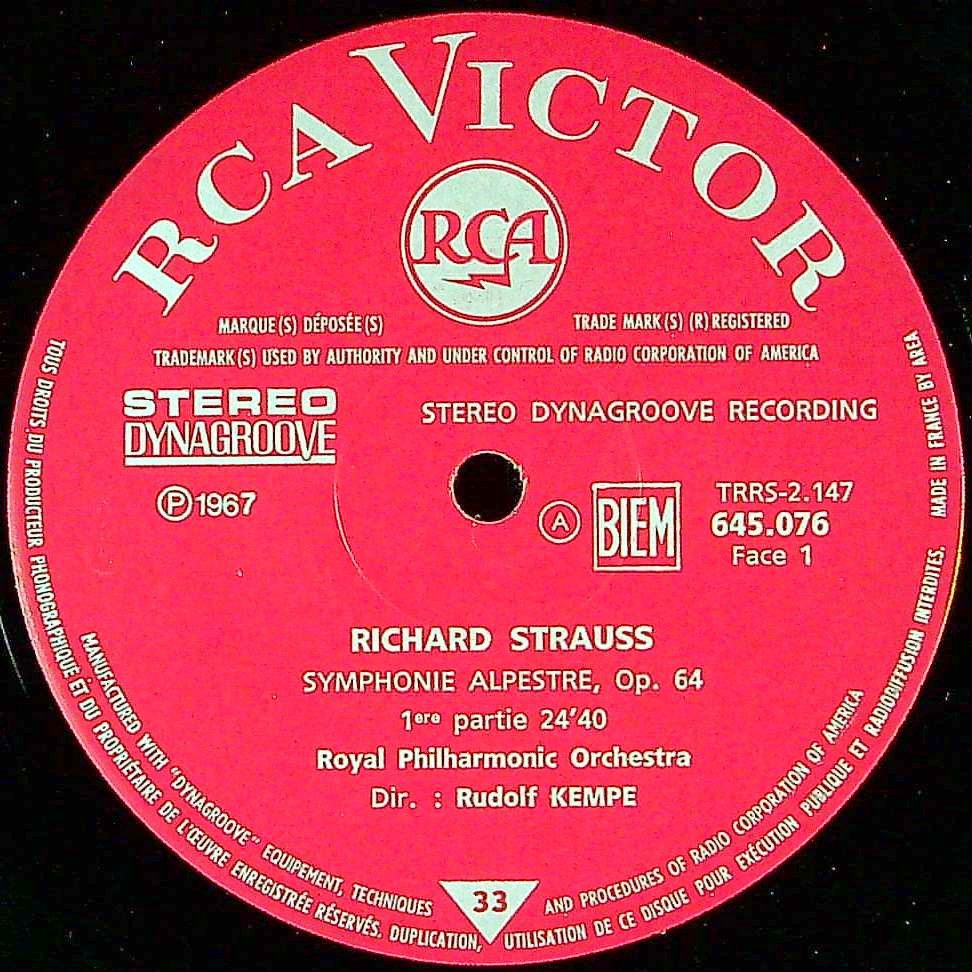 RCA VICTOR
RCA
MARQUE(S) DÉPOSÉE(S)
TRADE MARK(S) (R) REGISTERED
TRADEMARK(S) USED BY AUTHORITY AND UNDER CONTROL OF RADIO CORPORATION OF AMERICA
STEREO
DYNAGROOVE
STEREO DYNAGROOVE RECORDING
Ⓟ 1967
Ⓐ
BIEM
TRRS-2.147
645.076
Face 1
RICHARD STRAUSS
SYMPHONIE ALPESTRE, Op. 64
1ere partie 24'40
Royal Philharmonic Orchestra
Dir. : Rudolf KEMPE
33
MANUFACTURED WITH "DYNAGROOVE" EQUIPEMENT, TECHNIQUES AND PROCEDURES OF RADIO CORPORATION OF AMERICA
TOUS DROITS DU PRODUCTEUR PHONOGRAPHIQUE ET DU PROPRIÉTAIRE DE L'ŒUVRE ENREGISTRÉE RÉSERVÉS. DUPLICATION, UTILISATION DE CE DISQUE POUR EXÉCUTION PUBLIQUE ET RADIODIFFUSION INTERDITES.
MADE IN FRANCE BY AREA